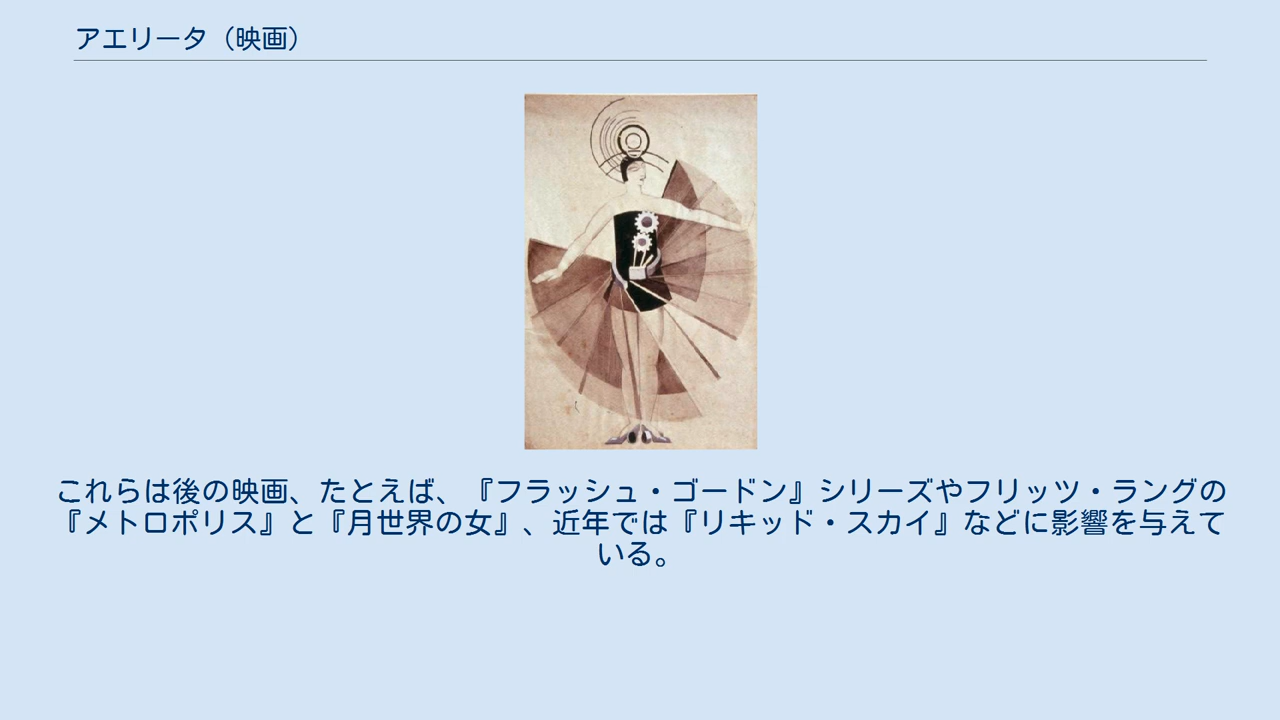 アエリータ（映画）
これらは後の映画、たとえば、『フラッシュ・ゴードン』シリーズやフリッツ・ラングの
『メトロポリス』と『月世界の女』、近年では『リキッド・スカイ』などに影響を与えて
いる。